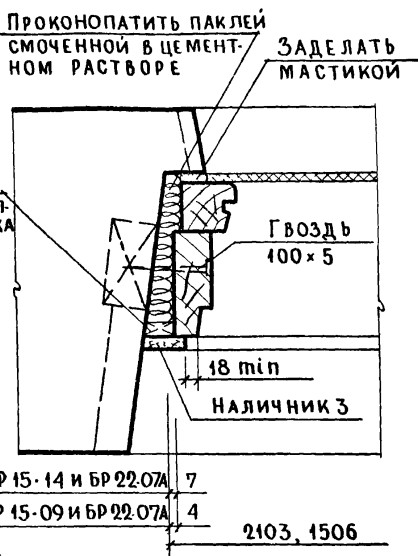 Проконопатить паклей
смоченной в цемент-
ном растворе
Заделать
мастикой
Гвоздь
100×5
18 min
Наличник 3
15-14 и БР 22-07А 7
15-09 и БР 22-07А 4
2103, 1506